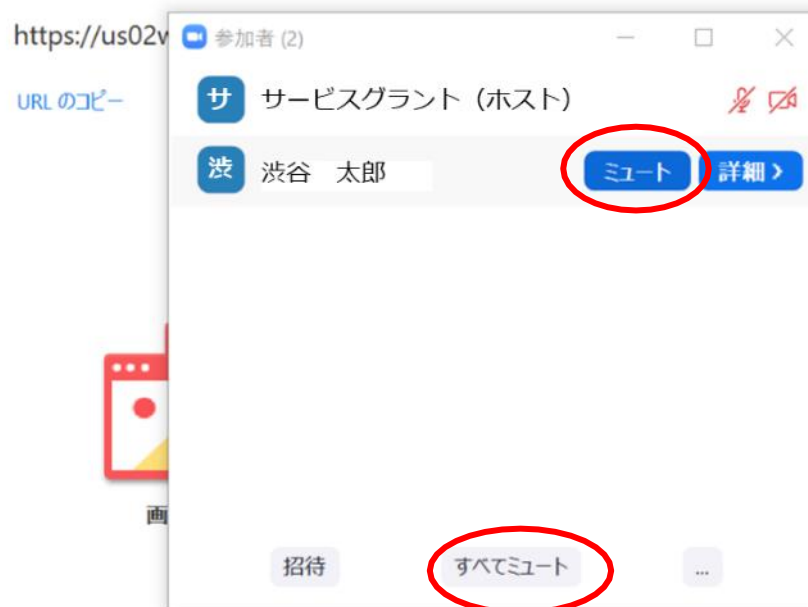 https://us02w
参加者 (2)
URL のコピー
サ サービスグラント（ホスト）
渋 渋谷　太郎 ミュート 詳細 >
画
招待 すべてミュート ...